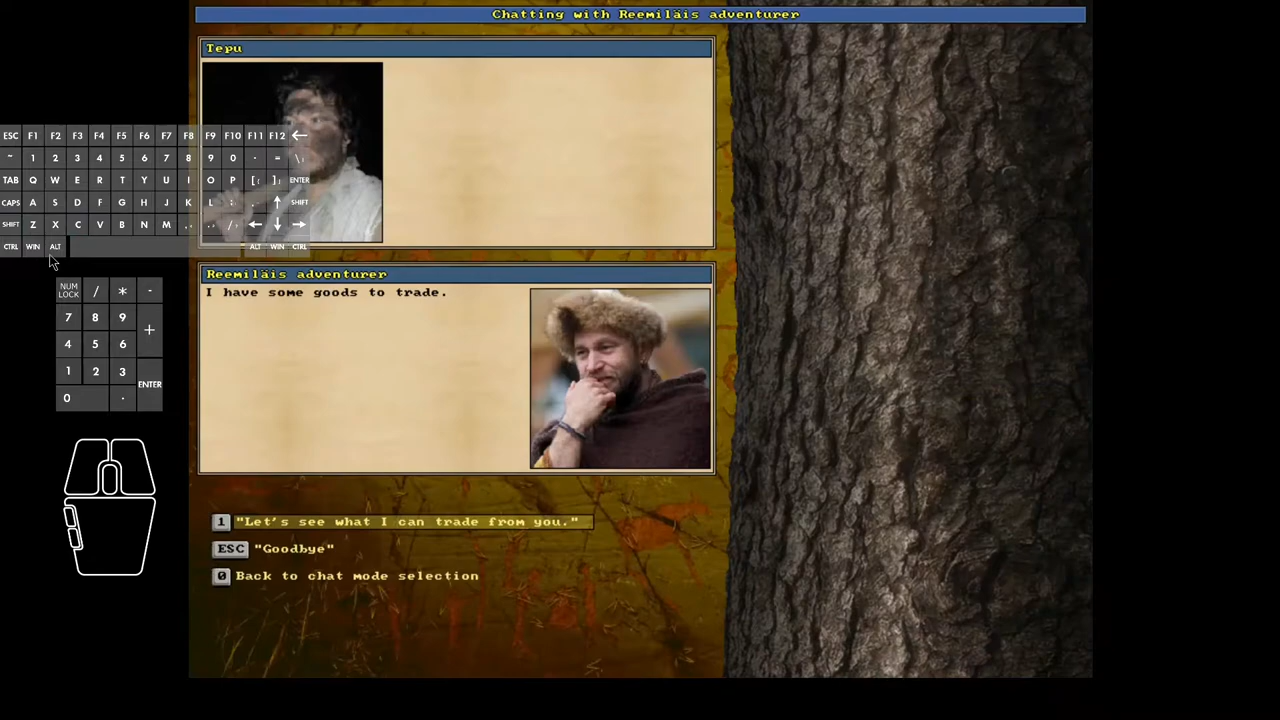 Chatting with Reemiläis adventurer
Tepu
ESC F1 F2 F3 F4 F5 F6 F7 F8 F9 F10 F11 F12 ←
~ 1 2 3 4 5 6 7 8 9 0 - = \
TAB Q W E R T Y U I O P [ ] ENTER
CAPS A S D F G H J K L ; ↑ SHIFT
SHIFT Z X C V B N M / ← ↓ →
CTRL WIN ALT ALT WIN CTRL
Reemiläis adventurer
I have some goods to trade.
NUM LOCK / * -
7 8 9 +
4 5 6
1 2 3 ENTER
0 .
1 "Let's see what I can trade from you."
ESC "Goodbye"
0 Back to chat mode selection